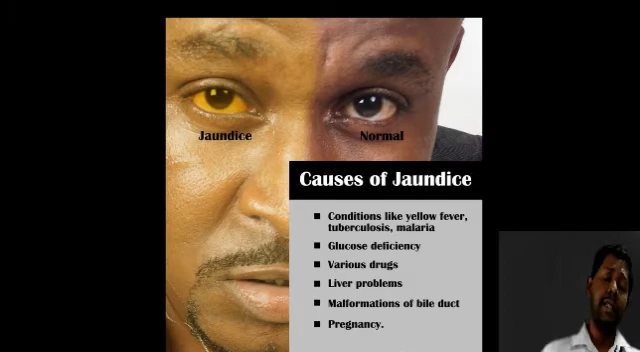 Jaundice
Normal
Causes of Jaundice
Conditions like yellow fever,
tuberculosis, malaria
Glucose deficiency
Various drugs
Liver problems
Malformations of bile duct
Pregnancy.